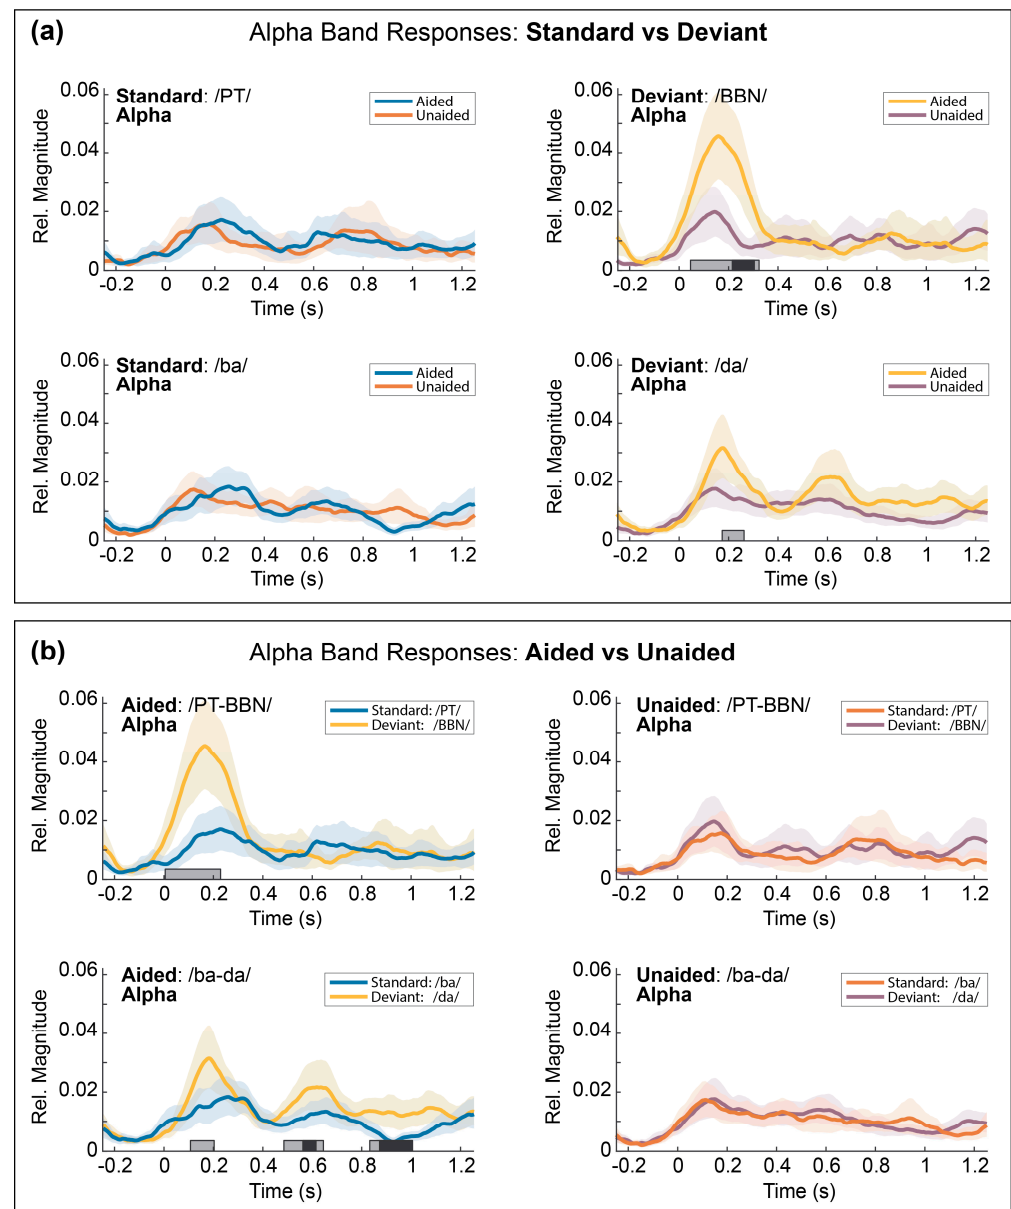 (a)
Alpha Band Responses: Standard vs Deviant
Standard: /PT/
Alpha
Aided
Unaided
Rel. Magnitude
0.06
0.04
0.02
0
-0.2 0 0.2 0.4 0.6 0.8 1 1.2
Time (s)
Deviant: /BBN/
Alpha
Aided
Unaided
Rel. Magnitude
0.06
0.04
0.02
0
-0.2 0 0.2 0.4 0.6 0.8 1 1.2
Time (s)
Standard: /ba/
Alpha
Aided
Unaided
Rel. Magnitude
0.06
0.04
0.02
0
-0.2 0 0.2 0.4 0.6 0.8 1 1.2
Time (s)
Deviant: /da/
Alpha
Aided
Unaided
Rel. Magnitude
0.06
0.04
0.02
0
-0.2 0 0.2 0.4 0.6 0.8 1 1.2
Time (s)
(b)
Alpha Band Responses: Aided vs Unaided
Aided: /PT-BBN/
Alpha
Standard: /PT/
Deviant: /BBN/
Rel. Magnitude
0.06
0.04
0.02
0
-0.2 0 0.2 0.4 0.6 0.8 1 1.2
Time (s)
Unaided: /PT-BBN/
Alpha
Standard: /PT/
Deviant: /BBN/
Rel. Magnitude
0.06
0.04
0.02
0
-0.2 0 0.2 0.4 0.6 0.8 1 1.2
Time (s)
Aided: /ba-da/
Alpha
Standard: /ba/
Deviant: /da/
Rel. Magnitude
0.06
0.04
0.02
0
-0.2 0 0.2 0.4 0.6 0.8 1 1.2
Time (s)
Unaided: /ba-da/
Alpha
Standard: /ba/
Deviant: /da/
Rel. Magnitude
0.06
0.04
0.02
0
-0.2 0 0.2 0.4 0.6 0.8 1 1.2
Time (s)